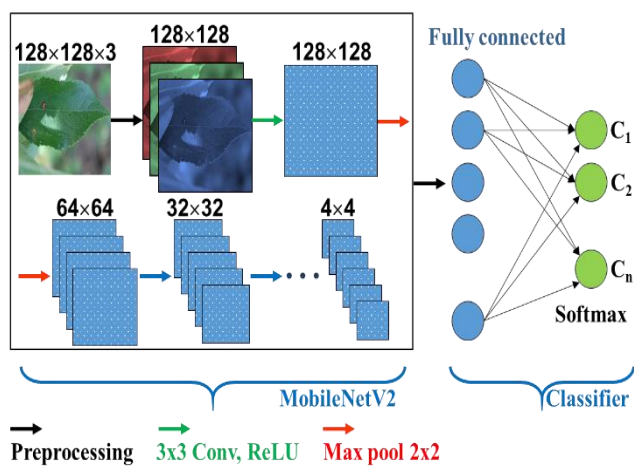 128×128×3
128×128
128×128
Fully connected
C1
C2
Cn
Softmax
64×64
32×32
4×4
MobileNetV2
Classifier
Preprocessing
3x3 Conv, ReLU
Max pool 2x2